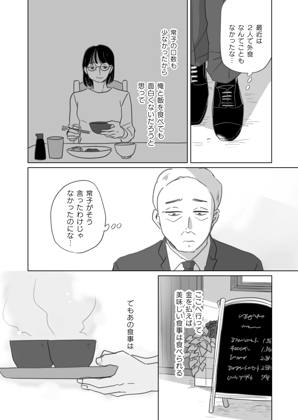 最近は
2人で外食
なんてことも
なかったな…
常子の口数も
少なかったから
俺と飯を食べても
面白くないだろうと
思って
常子がそう
言ったわけじゃ
なかったのにな…
ここへ行って
金を払えば
美味しい食事は
食べられる
でもあの食事は